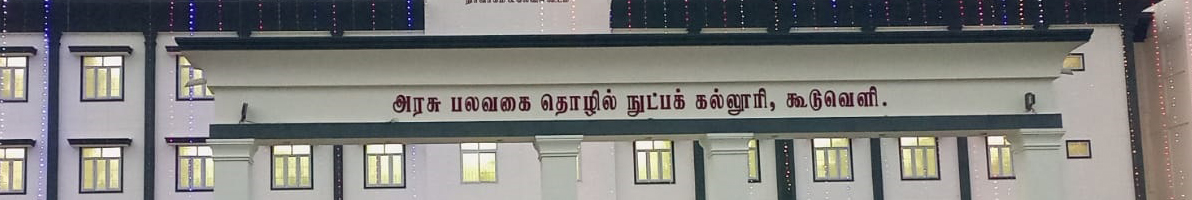 அரசு பலவகை தொழில் நுட்பக் கல்லூரி, கூடுவெளி.